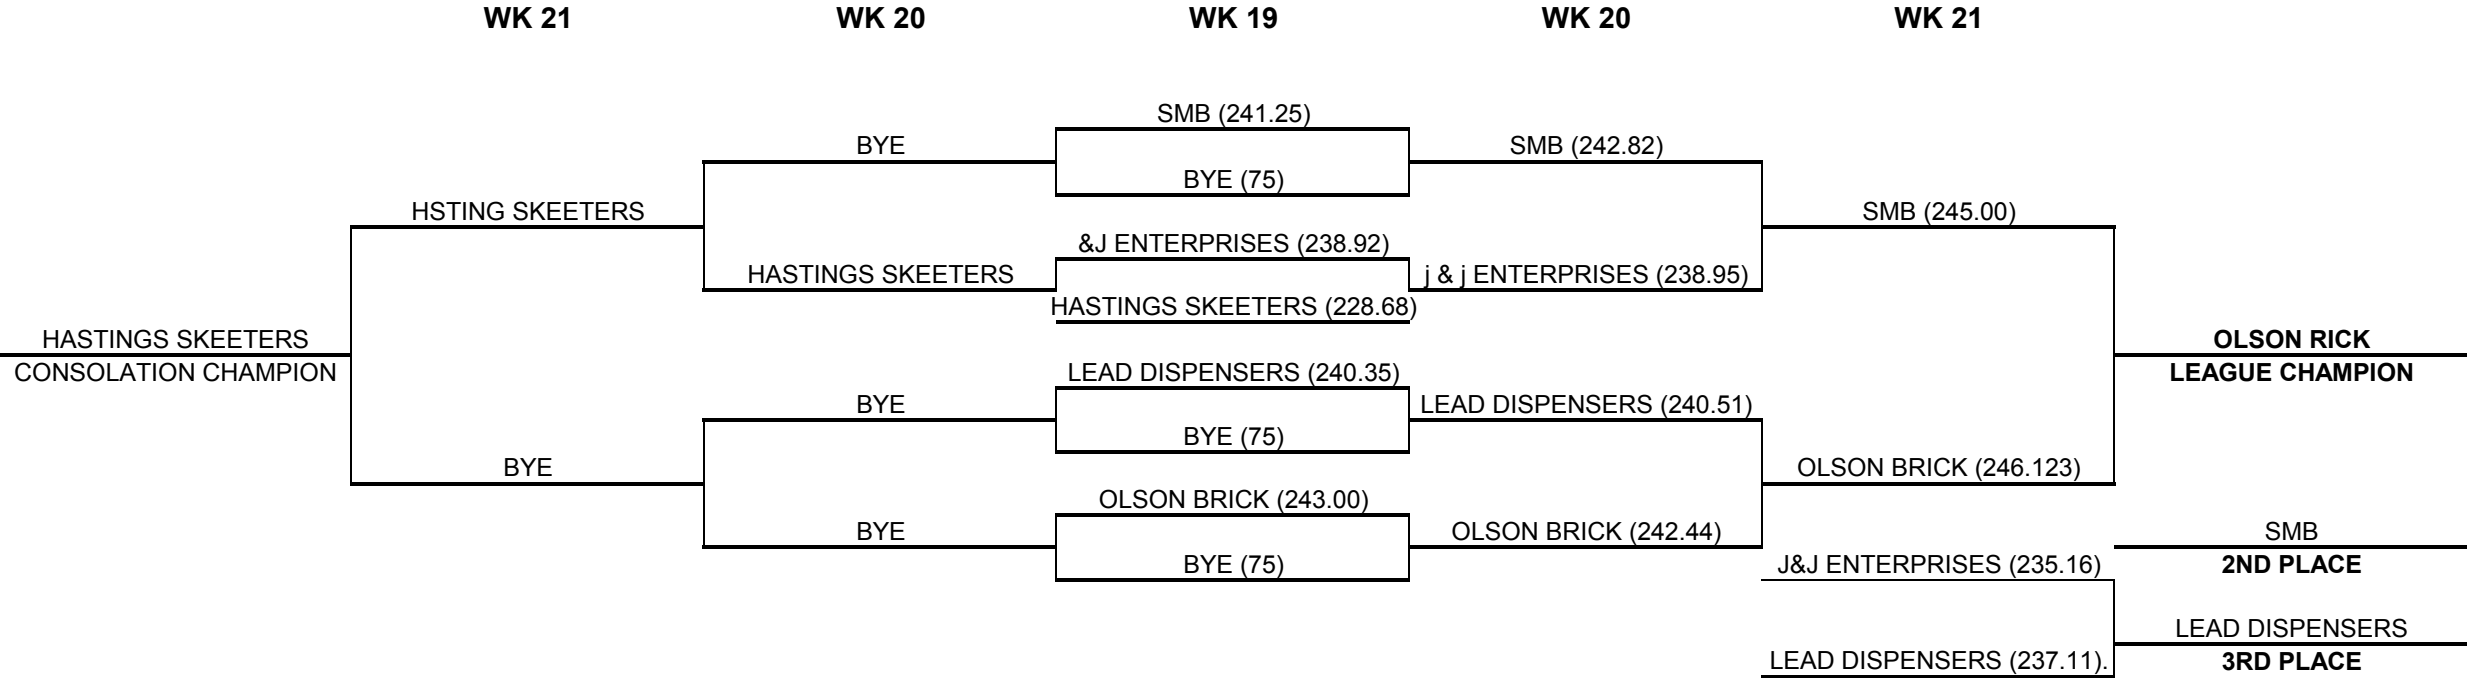 WK 21 WK 20 WK 19 WK 20 WK 21
SMB (241.25)
BYE SMB (242.82)
BYE (75)
HSTING SKEETERS SMB (245.00)
&J ENTERPRISES (238.92)
HASTINGS SKEETERS j & j ENTERPRISES (238.95)
HASTINGS SKEETERS (228.68)
HASTINGS SKEETERS OLSON RICK
CONSOLATION CHAMPION LEAD DISPENSERS (240.35) LEAGUE CHAMPION
BYE LEAD DISPENSERS (240.51)
BYE (75)
BYE OLSON BRICK (246.123)
OLSON BRICK (243.00)
BYE OLSON BRICK (242.44) SMB
BYE (75) J&J ENTERPRISES (235.16) 2ND PLACE
LEAD DISPENSERS
LEAD DISPENSERS (237.11). 3RD PLACE